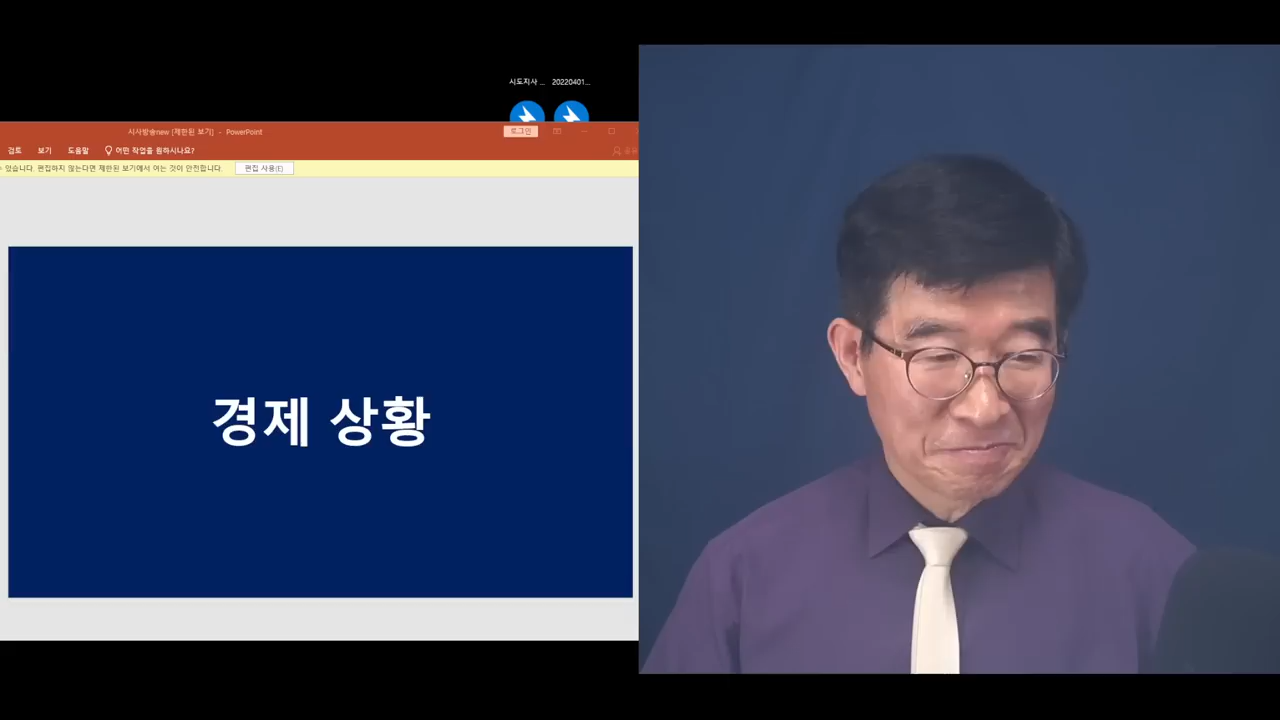 시도지사 ... 20220401...
시사방송new [제한된 보기] - PowerPoint
로그인
검토 보기 도움말 어떤 작업을 원하시나요?
수 있습니다. 편집하지 않는다면 제한된 보기에서 여는 것이 안전합니다. 편집 사용(E)
경제 상황